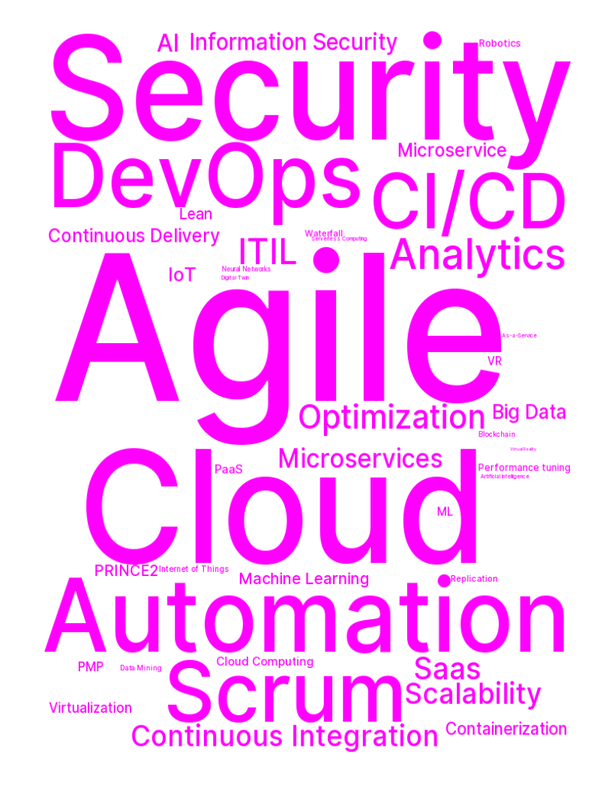 AI Information Security
Robotics
Security
DevOps
Microservice
CI/CD
Lean
Continuous Delivery
Waterfall
Serverless Computing
ITIL
Analytics
IoT
Neural Networks
Digital Twin
Agile
As-a-Service
VR
Optimization
Big Data
Blockchain
Virtual Reality
Microservices
PaaS
Performance tuning
Artificial Intelligence
Cloud
ML
PRINCE2
Internet of Things
Machine Learning
Replication
Automation
PMP
Data Mining
Cloud Computing
Saas
Scrum
Scalability
Virtualization
Containerization
Continuous Integration